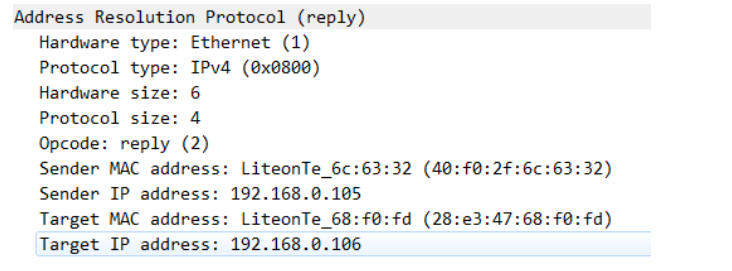 Address Resolution Protocol (reply)
Hardware type: Ethernet (1)
Protocol type: IPv4 (0x0800)
Hardware size: 6
Protocol size: 4
Opcode: reply (2)
Sender MAC address: LiteonTe_6c:63:32 (40:f0:2f:6c:63:32)
Sender IP address: 192.168.0.105
Target MAC address: LiteonTe_68:f0:fd (28:e3:47:68:f0:fd)
Target IP address: 192.168.0.106